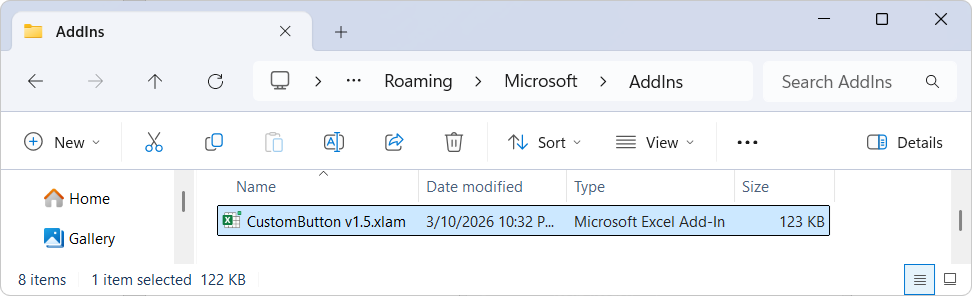 AddIns
Roaming Microsoft AddIns Search AddIns
New Sort View Details
Name Date modified Type Size
Home
CustomButton v1.5.xlam 3/10/2026 10:32 P... Microsoft Excel Add-In 123 KB
Gallery
8 items 1 item selected 122 KB